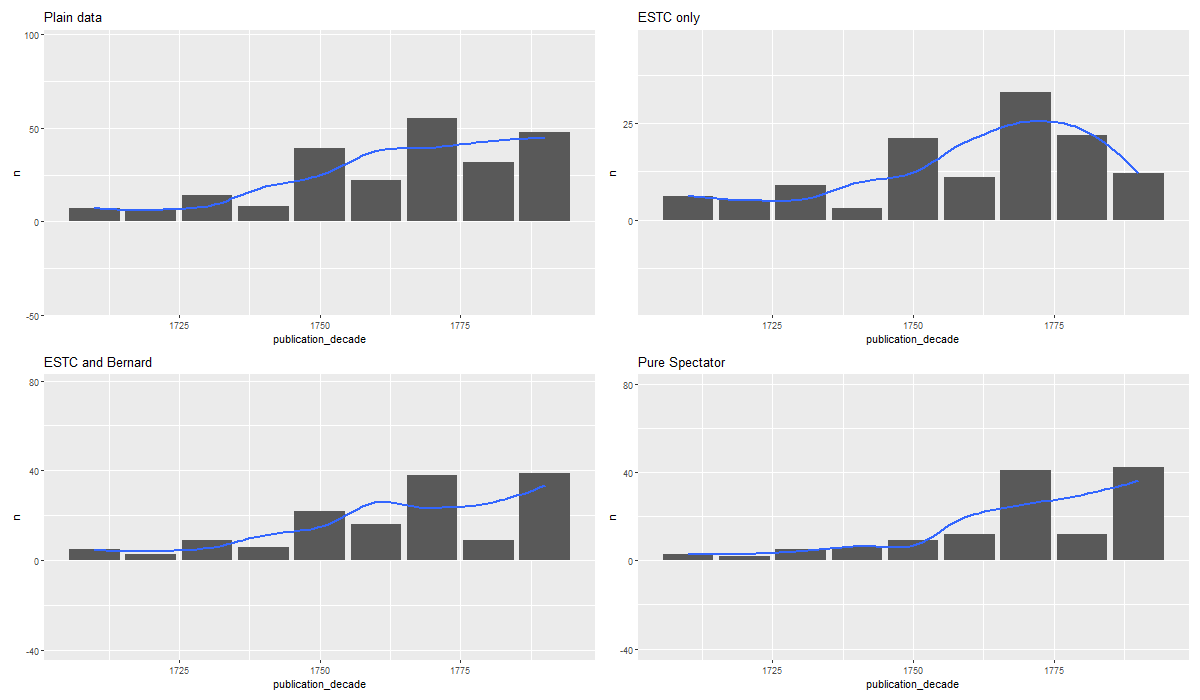 Plain data
100
50
0
-50
n
1725
1750
1775
publication_decade
ESTC only
25
0
n
1725
1750
1775
publication_decade
ESTC and Bernard
80
40
0
-40
n
1725
1750
1775
publication_decade
Pure Spectator
80
40
0
-40
n
1725
1750
1775
publication_decade